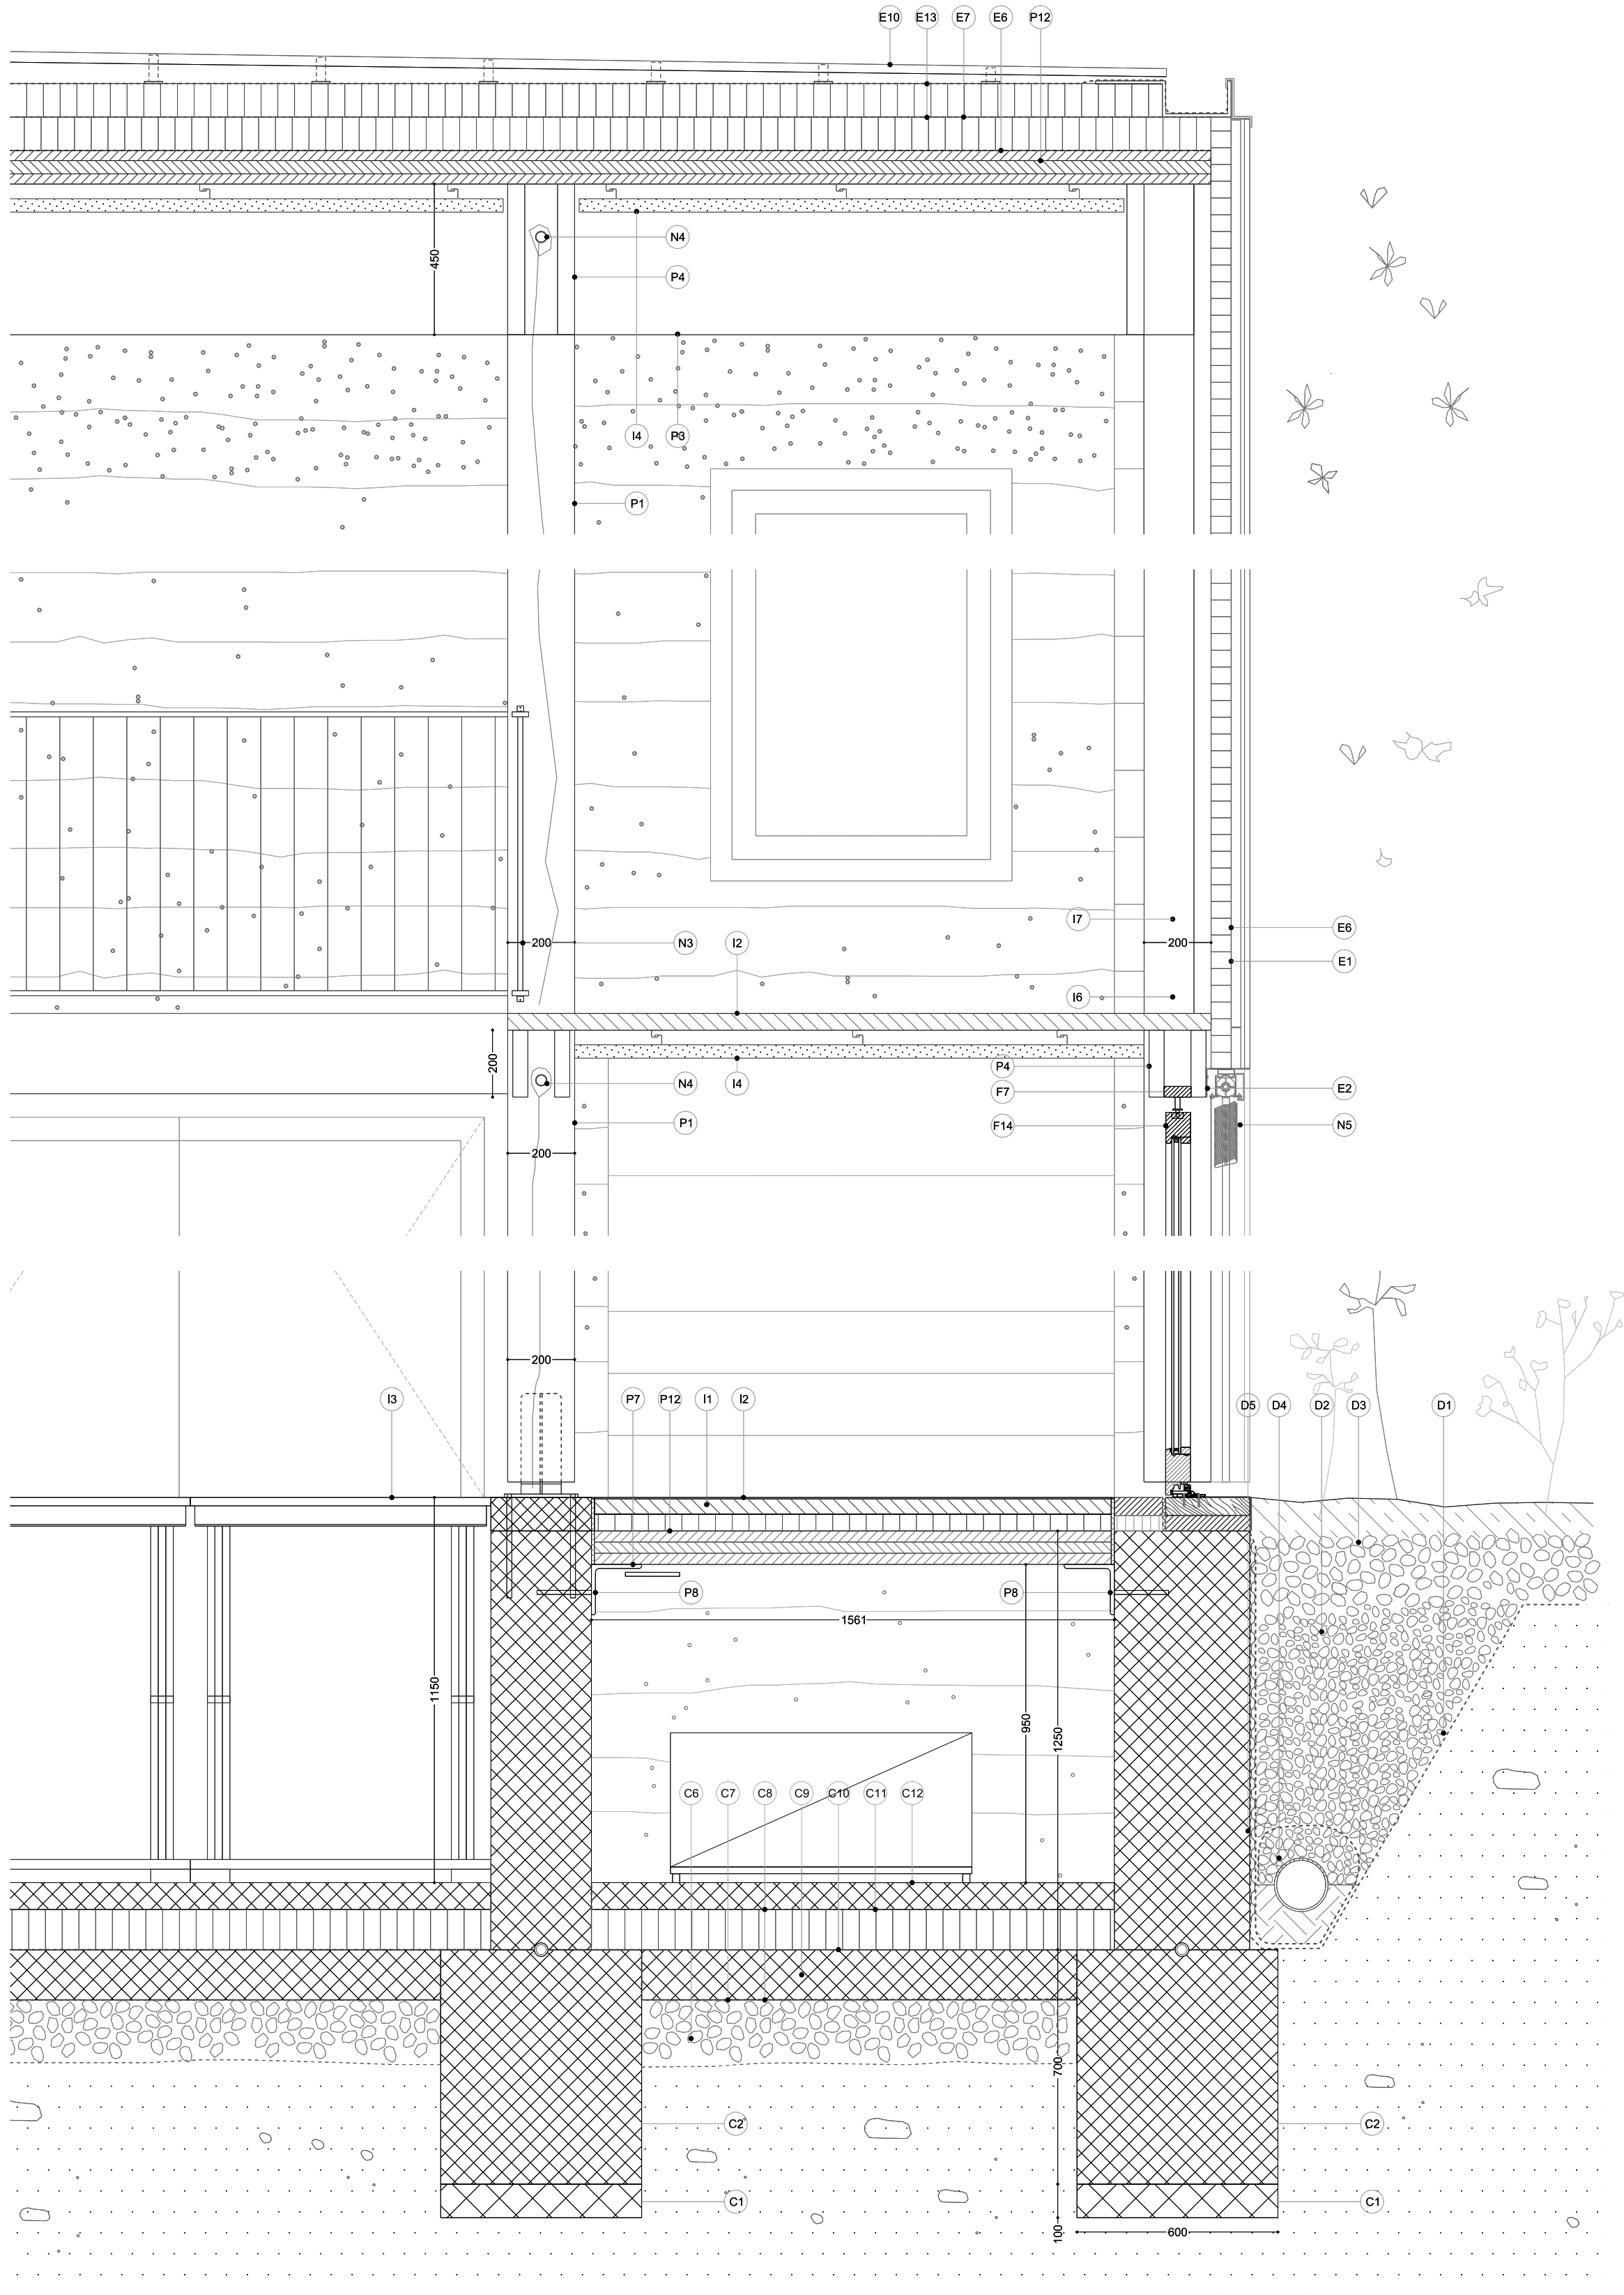 E10 E13 E7 E6 P12
N4
450
P4
I4 P3
P1
I7
E6
200 N3 I2 200
E1
I6
200
P4
I4
N4
F7
E2
P1
F14
N5
200
200
I3 P7 P12 I1 I2
D5 D4 D2 D3 D1
P8 P8
1561
1150
950
1250
C6 C7 C8 C9 C10 C11 C12
700
C2 C2
C1 C1
100
600